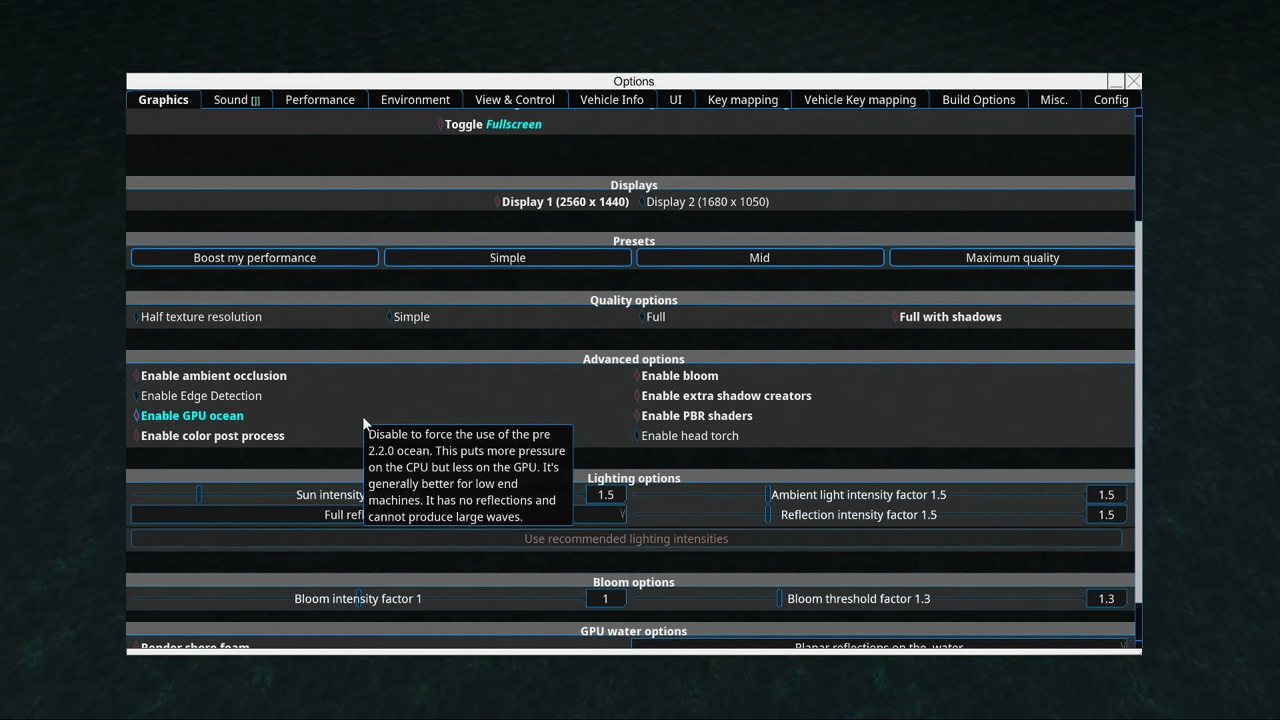 Options
Graphics Sound [|] Performance Environment View & Control Vehicle Info UI Key mapping Vehicle Key mapping Build Options Misc. Config
Toggle Fullscreen
Displays
Display 1 (2560 x 1440) Display 2 (1680 x 1050)
Presets
Boost my performance Simple Mid Maximum quality
Quality options
Half texture resolution Simple Full Full with shadows
Advanced options
Enable ambient occlusion Enable bloom
Enable Edge Detection Enable extra shadow creators
Enable GPU ocean Enable PBR shaders
Enable color post process Enable head torch
Disable to force the use of the pre
2.2.0 ocean. This puts more pressure
on the CPU but less on the GPU. It's
generally better for low end
machines. It has no reflections and
cannot produce large waves.
Lighting options
Sun intensity 1.5 Ambient light intensity factor 1.5 1.5
Full refl V Reflection intensity factor 1.5 1.5
Use recommended lighting intensities
Bloom options
Bloom intensity factor 1 1 Bloom threshold factor 1.3 1.3
GPU water options
Render shore foam Planar reflections on the water